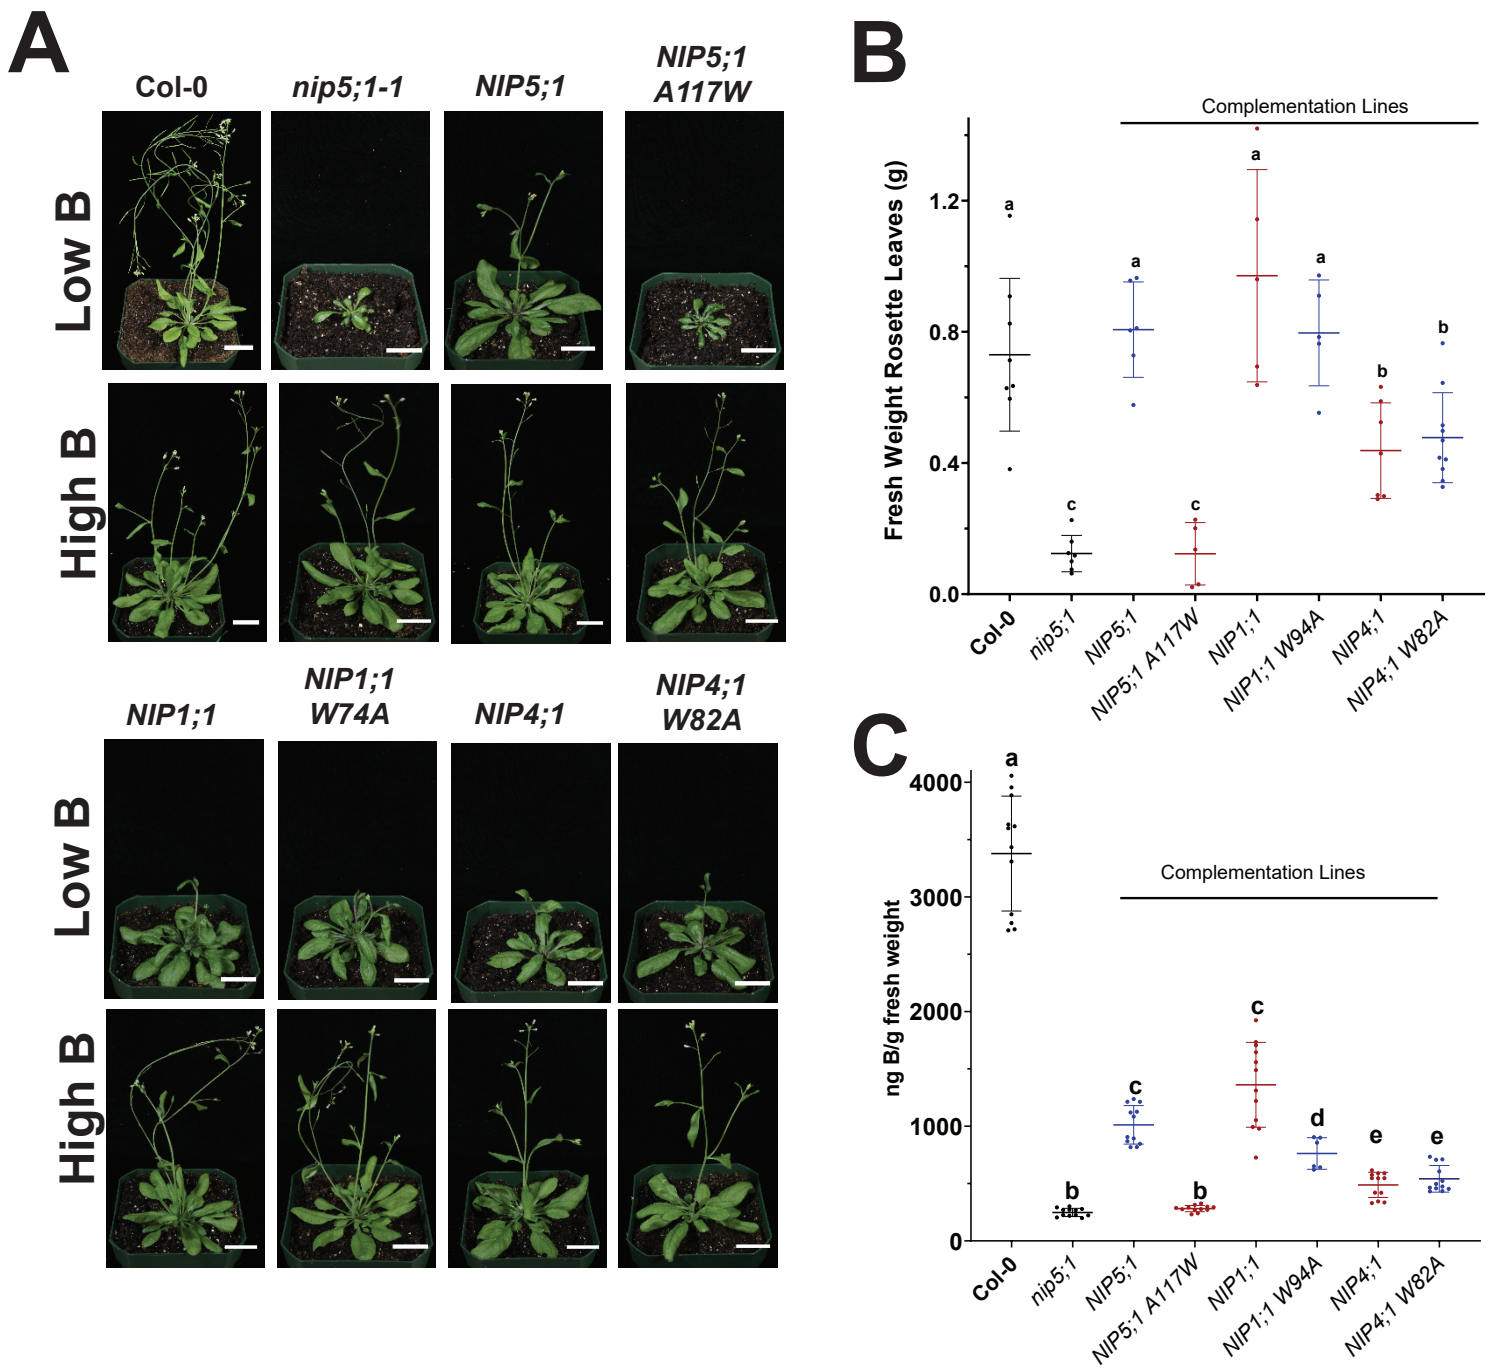 A
Col-0
nip5;1-1
NIP5;1
NIP5;1
A117W
Low B
High B
NIP1;1
NIP1;1
W74A
NIP4;1
NIP4;1
W82A
Low B
High B
B
Complementation Lines
Fresh Weight Rosette Leaves (g)
1.2
0.8
0.4
0.0
a
c
a
c
a
a
b
b
Col-0
nip5;1
NIP5;1
NIP5;1 A117W
NIP1;1
NIP1;1 W94A
NIP4;1
NIP4;1 W82A
C
Complementation Lines
ng B/g fresh weight
4000
3000
2000
1000
0
a
b
c
b
c
d
e
e
Col-0
nip5;1
NIP5;1
NIP5;1 A117W
NIP1;1
NIP1;1 W94A
NIP4;1
NIP4;1 W82A